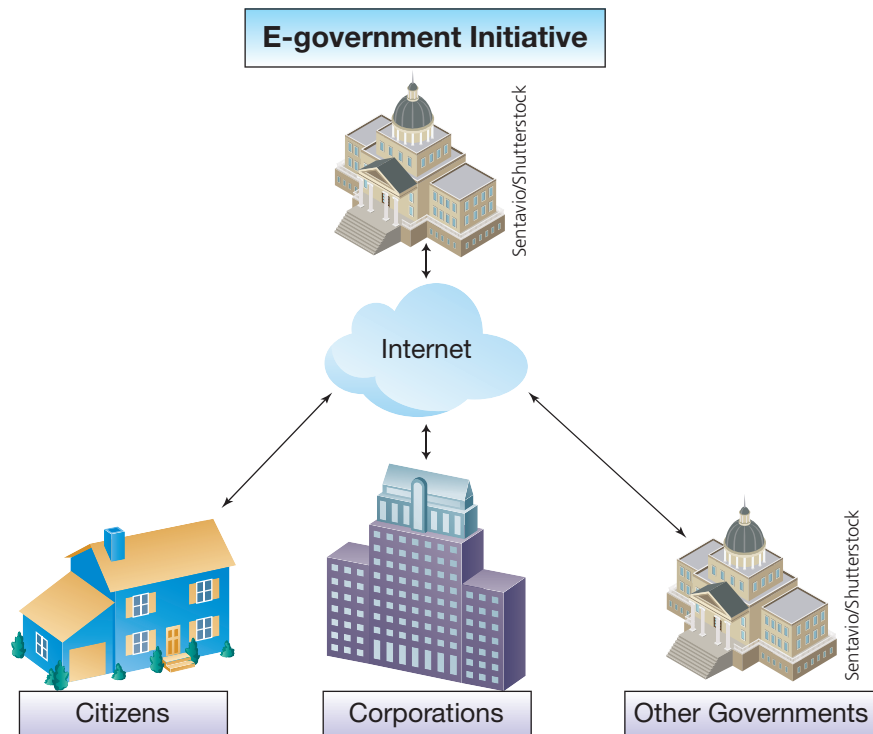 E-government Initiative
Sentavio/Shutterstock
Internet
Sentavio/Shutterstock
Citizens
Corporations
Other Governments